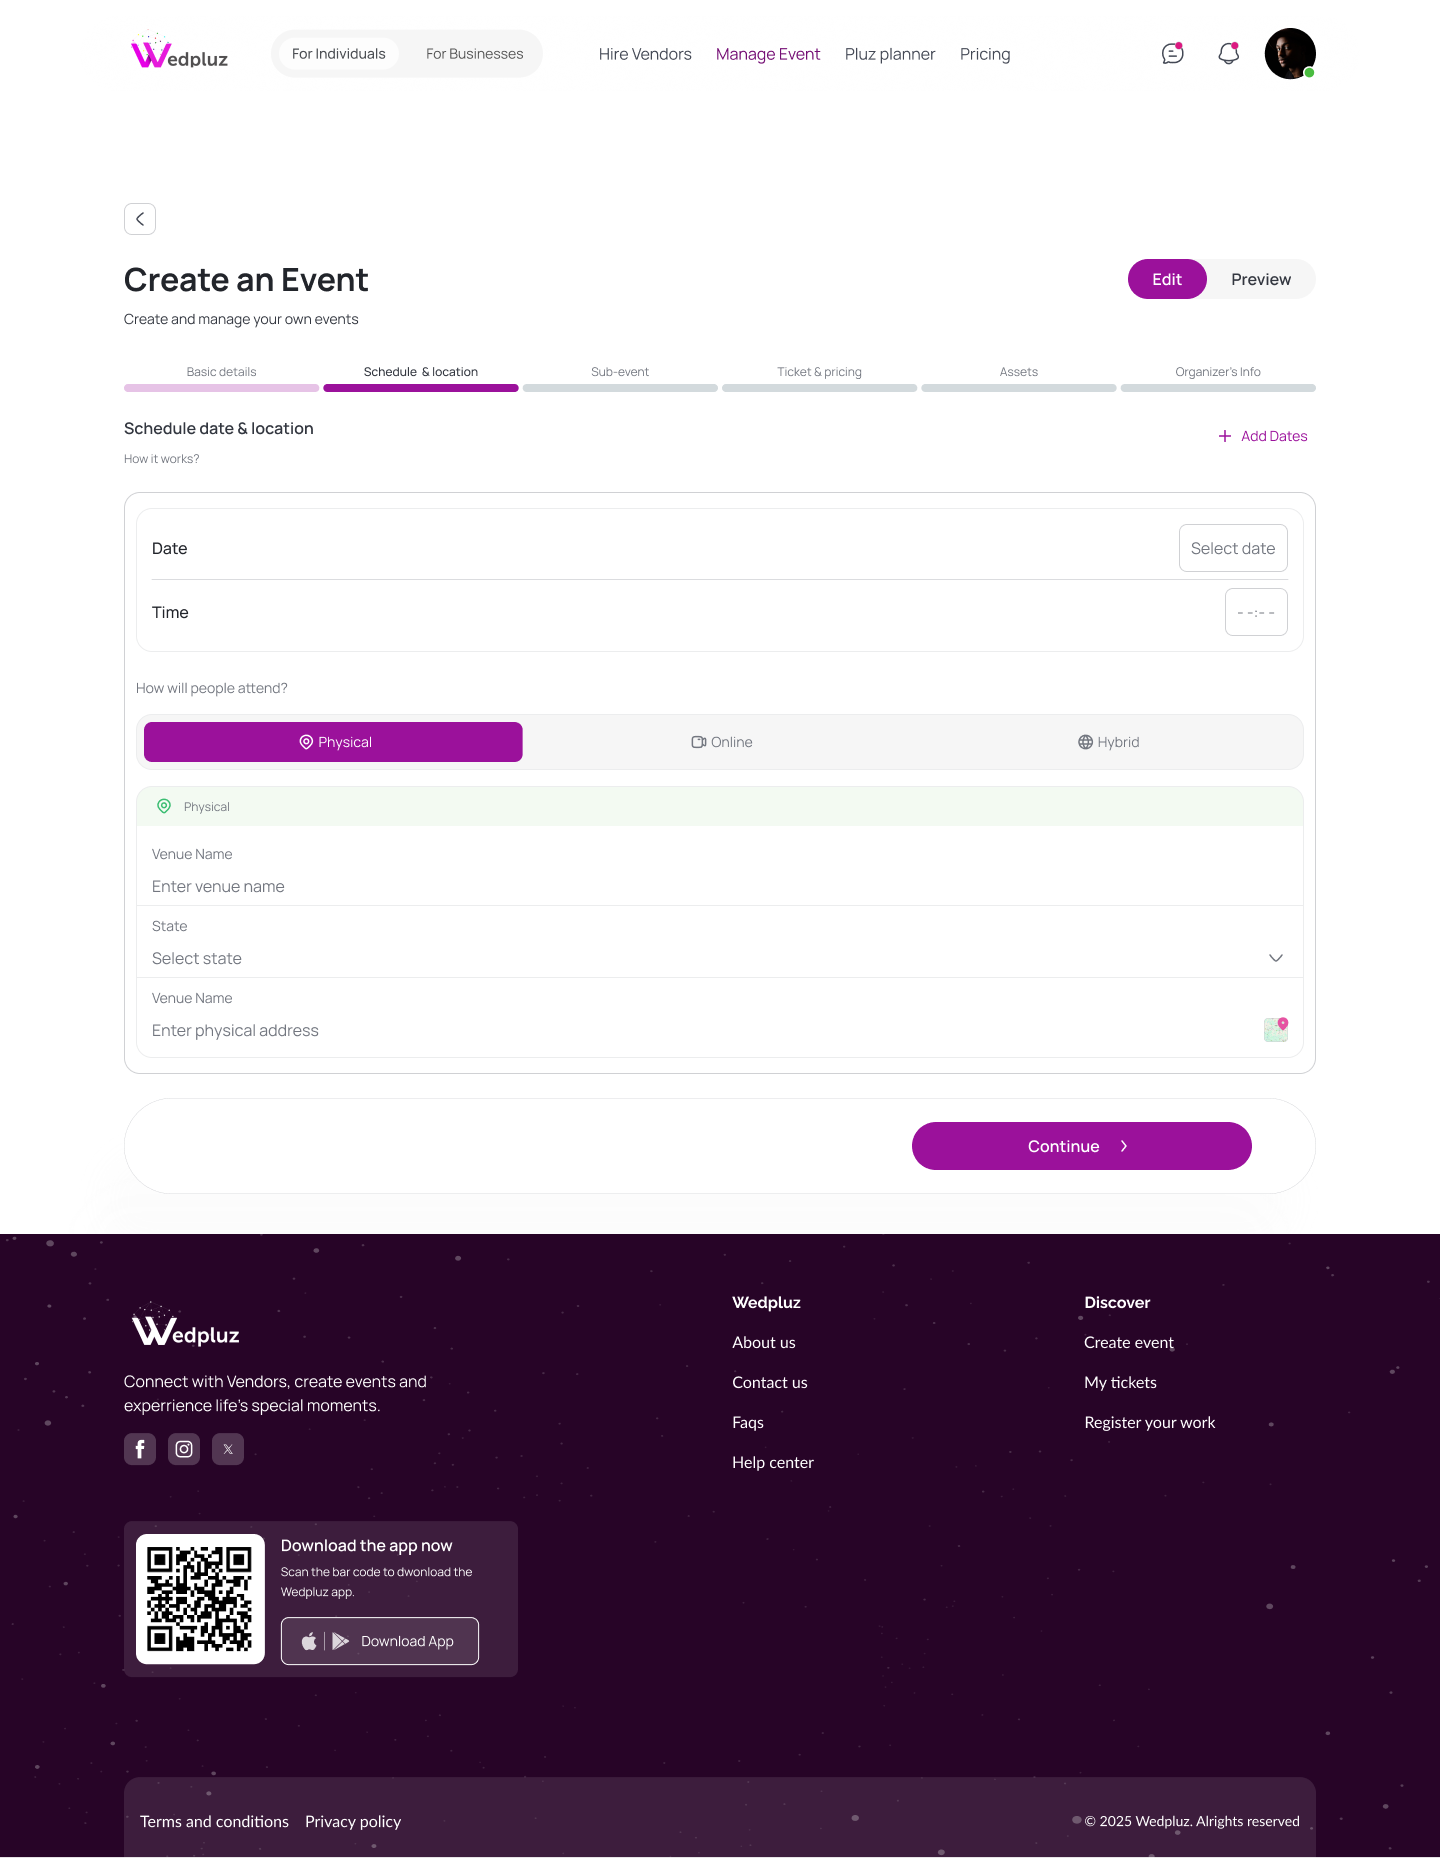 Wedpluz
For Individuals
For Businesses
Hire Vendors
Manage Event
Pluz planner
Pricing
Create an Event
Edit
Preview
Create and manage your own events
Basic details
Schedule & location
Sub-event
Ticket & pricing
Assets
Organizer's Info
Schedule date & location
Add Dates
How it works?
Date
Select date
Time
- -:- -
How will people attend?
Physical
Online
Hybrid
Physical
Venue Name
Enter venue name
State
Select state
Venue Name
Enter physical address
Continue
Wedpluz
Connect with Vendors, create events and
experrience life's special moments.
Wedpluz
About us
Contact us
Faqs
Help center
Discover
Create event
My tickets
Register your work
Download the app now
Scan the bar code to dwonload the
Wedpluz app.
Download App
Terms and conditions
Privacy policy
© 2025 Wedpluz. Alrights reserved